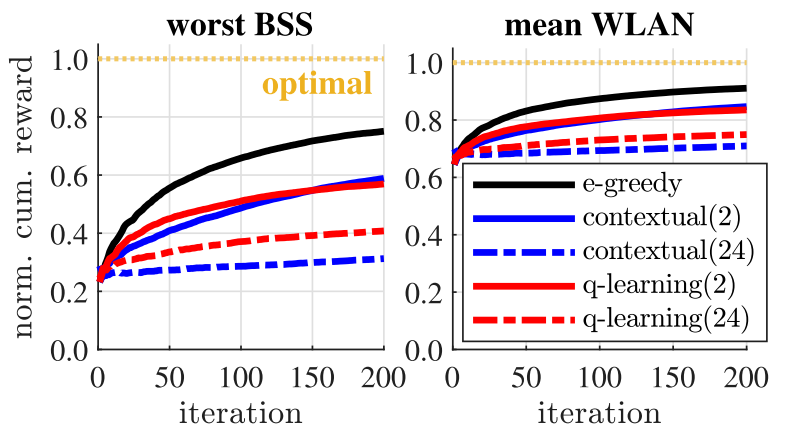 worst BSS
mean WLAN
norm. cum. reward
1.0
0.8
0.6
0.4
0.2
0.0
optimal
0
50
100
150
200
iteration
1.0
0.8
0.6
0.4
0.2
0.0
e-greedy
contextual(2)
contextual(24)
q-learning(2)
q-learning(24)
0
50
100
150
200
iteration